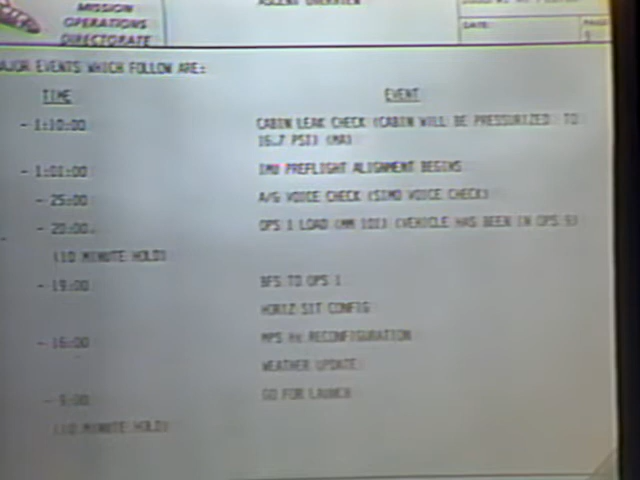 MISSION
OPERATIONS
DIRECTORATE
ASCENT OVERVIEW
DATE:
MAJOR EVENTS WHICH FOLLOW ARE:
TIME EVENT
- 1:10:00 CABIN LEAK CHECK (CABIN WILL BE PRESSURIZED TO
16.7 PSI) (MA)
- 1:01:00 IMU PREFLIGHT ALIGNMENT BEGINS
- 25:00 A/G VOICE CHECK (SIMO VOICE CHECK)
- 20:00 OPS 1 LOAD (MM 101) (VEHICLE HAS BEEN IN OPS 9)
(10 MINUTE HOLD)
- 19:00 BFS TO OPS 1
HORIZ SIT CONFIG
- 16:00 MPS He RECONFIGURATION
WEATHER UPDATE
- 9:00 GO FOR LAUNCH
(10 MINUTE HOLD)